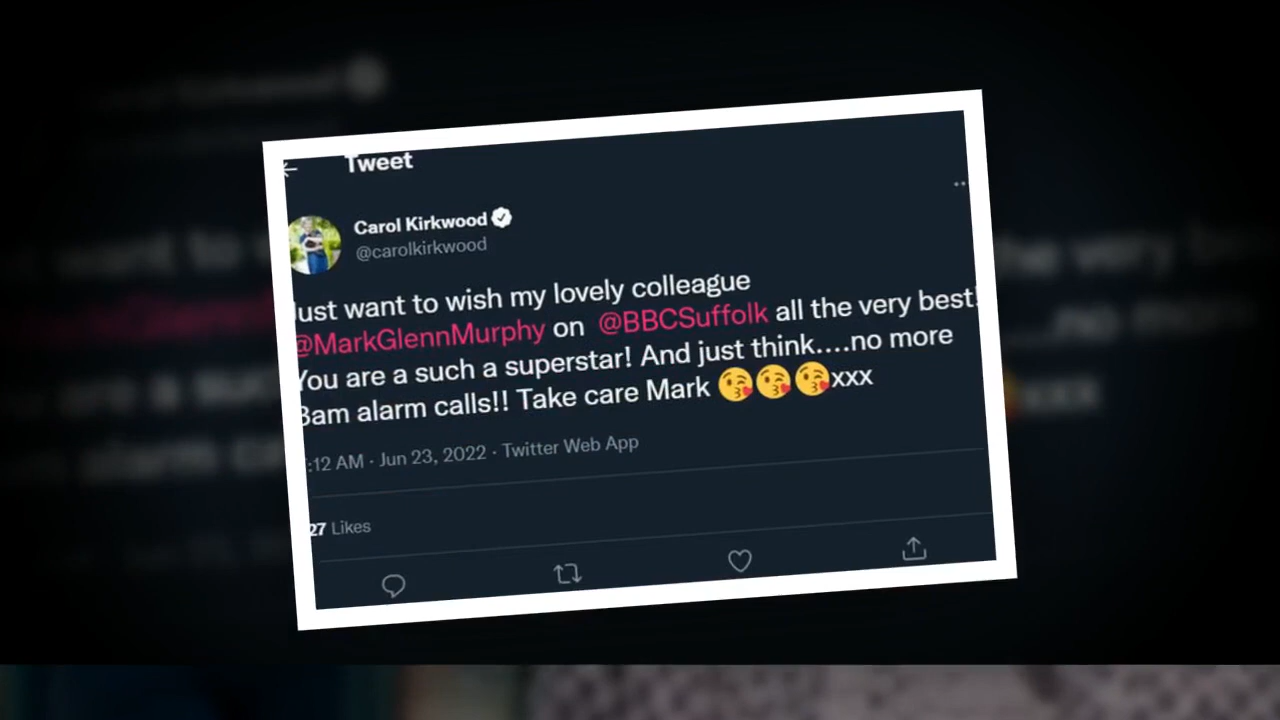 Tweet
Carol Kirkwood
@carolkirkwood
Just want to wish my lovely colleague
@MarkGlennMurphy on @BBCSuffolk all the very best!
You are a such a superstar! And just think....no more
3am alarm calls!! Take care Mark 😘😘😘xxx
:12 AM · Jun 23, 2022 · Twitter Web App
27 Likes